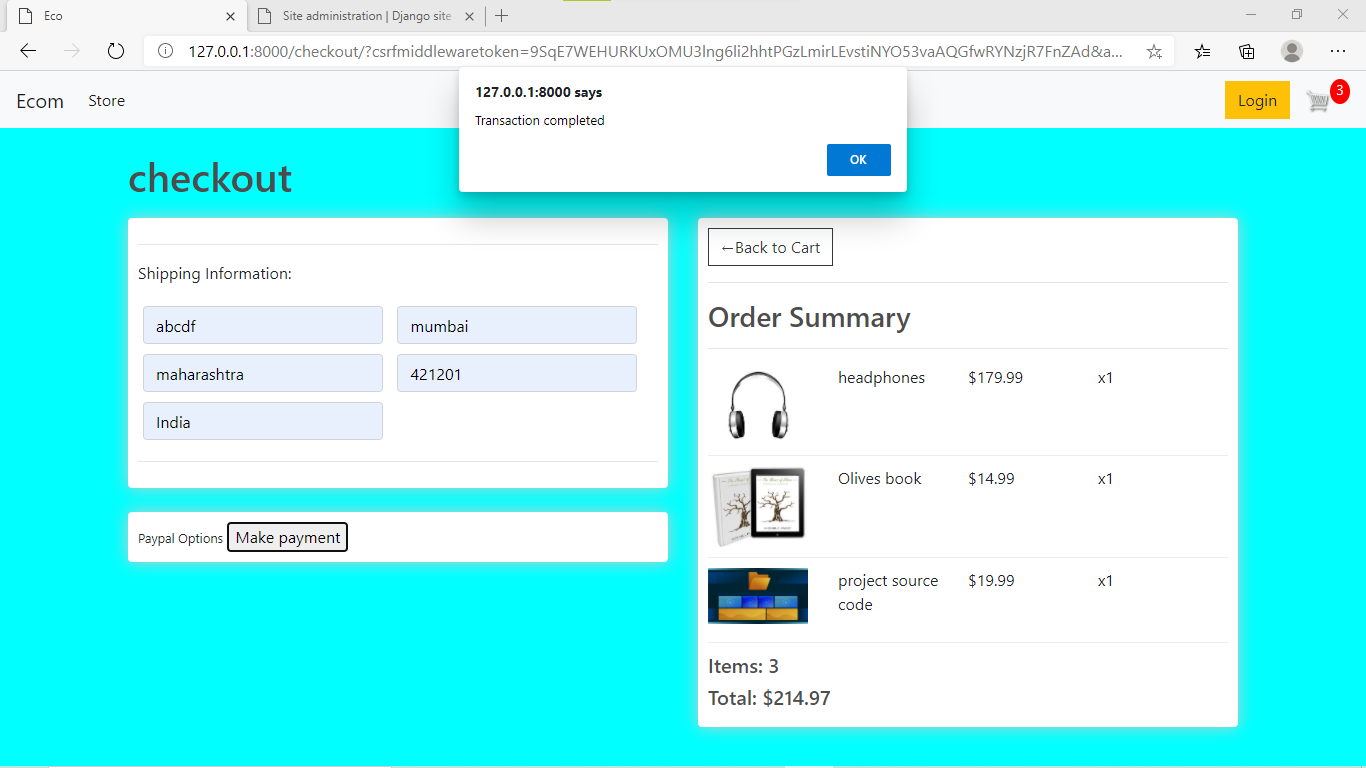 Eco
Site administration | Django site
127.0.0.1:8000/checkout/?csrfmiddlewaretoken=9SqE7WEHURKUxOMU3lng6li2hhtPGzLmirLEvstiNYO53vaAQGfwRYNzjR7FnZAd&a...
Ecom
Store
127.0.0.1:8000 says
Transaction completed
OK
Login
3
checkout
Shipping Information:
abcdf
mumbai
maharashtra
421201
India
Paypal Options
Make payment
←Back to Cart
Order Summary
headphones $179.99 x1
Olives book $14.99 x1
project source code $19.99 x1
Items: 3
Total: $214.97